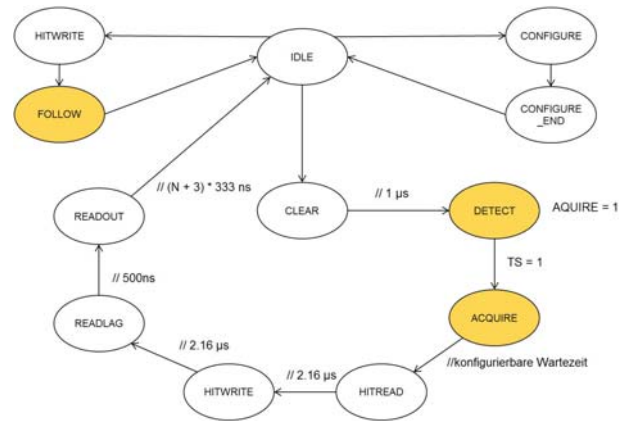 HITWRITE
IDLE
CONFIGURE
FOLLOW
CONFIGURE
_END
// (N + 3) * 333 ns
READOUT
CLEAR
// 1 µs
DETECT
AQUIRE = 1
// 500ns
TS = 1
READLAG
ACQUIRE
// 2.16 µs
//konfigurierbare Wartezeit
HITWRITE
// 2.16 µs
HITREAD